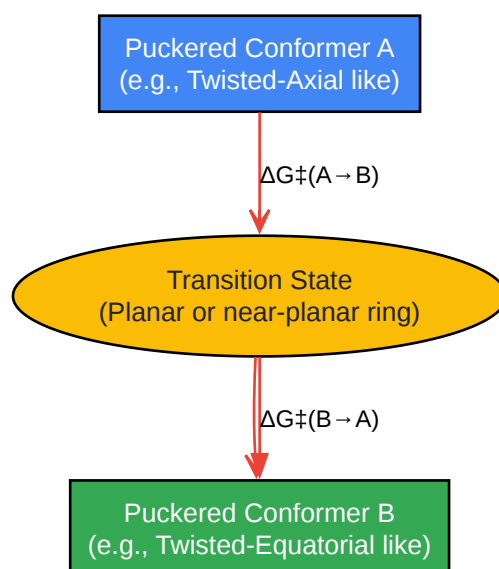 Puckered Conformer A
(e.g., Twisted-Axial like)
ΔG‡(A→B)
Transition State
(Planar or near-planar ring)
ΔG‡(B→A)
Puckered Conformer B
(e.g., Twisted-Equatorial like)